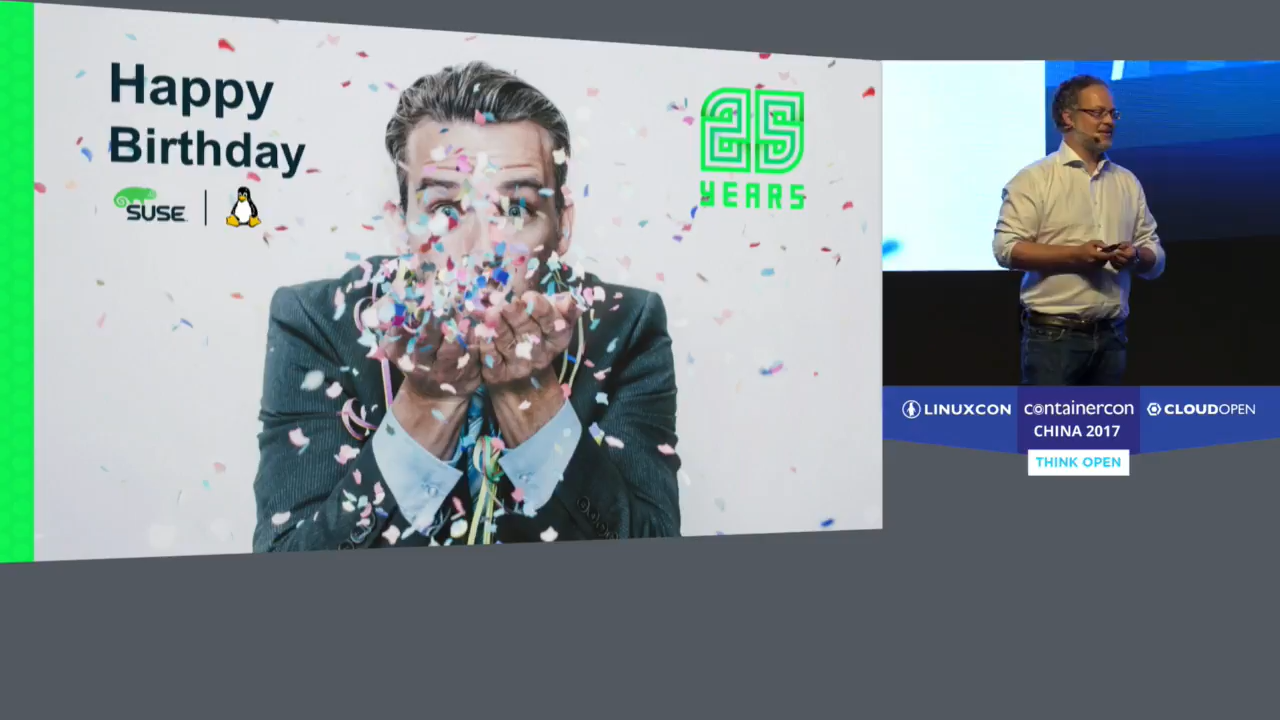 Happy
Birthday
SUSE
25
YEARS
LINUXCON
containercon
CLOUDOPEN
CHINA 2017
THINK OPEN